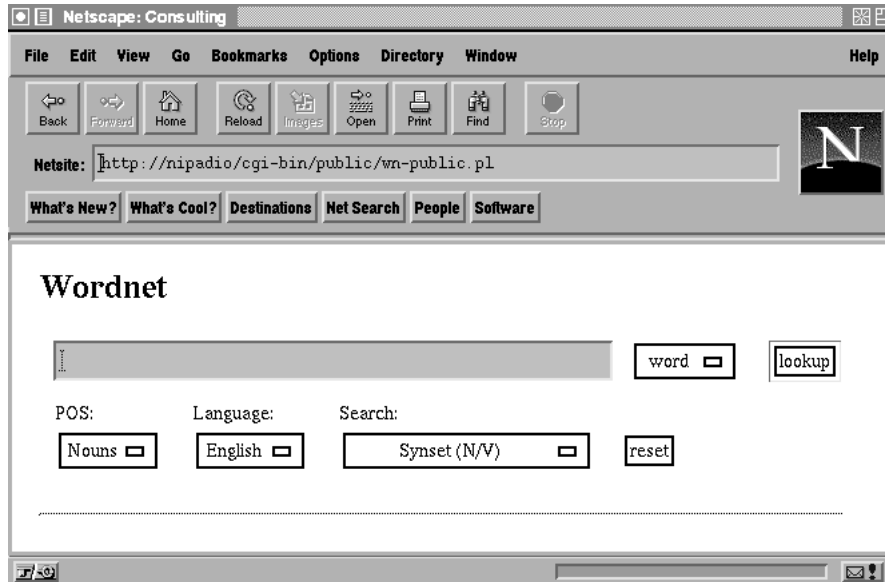 Netscape: Consulting
File Edit View Go Bookmarks Options Directory Window Help
Back Forward Home Reload Images Open Print Find Stop
N
Netsite: http://nipadio/cgi-bin/public/wn-public.pl
What's New? What's Cool? Destinations Net Search People Software
Wordnet
word lookup
POS: Language: Search:
Nouns English Synset (N/V) reset